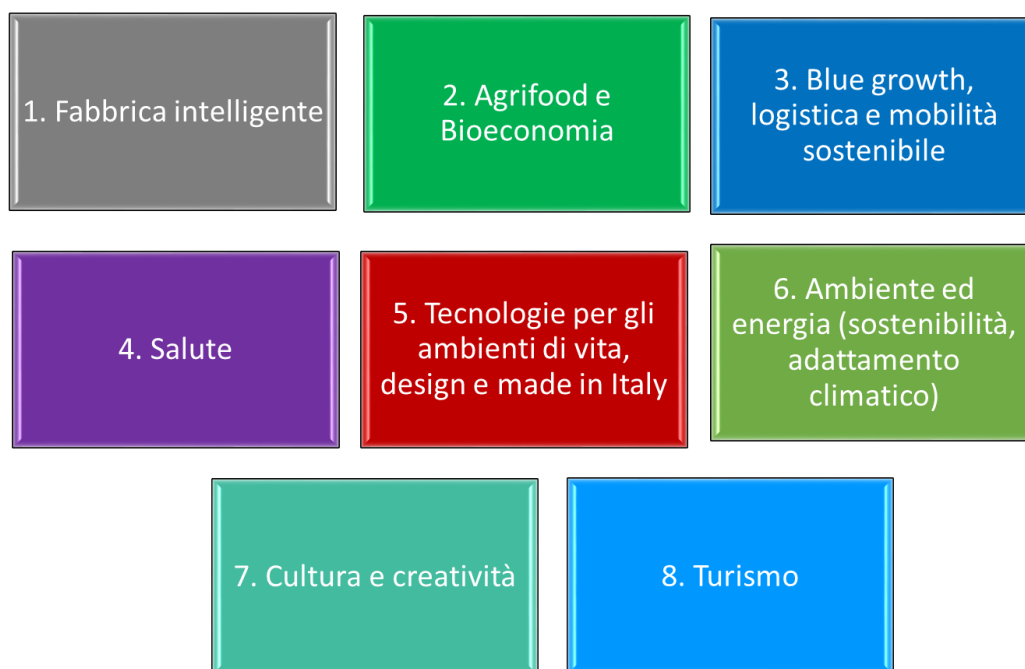 1. Fabbrica intelligente
2. Agrifood e
Bioeconomia
3. Blue growth,
logistica e mobilità
sostenibile
4. Salute
5. Tecnologie per gli
ambienti di vita,
design e made in Italy
6. Ambiente ed
energia (sostenibilità,
adattamento
climatico)
7. Cultura e creatività
8. Turismo